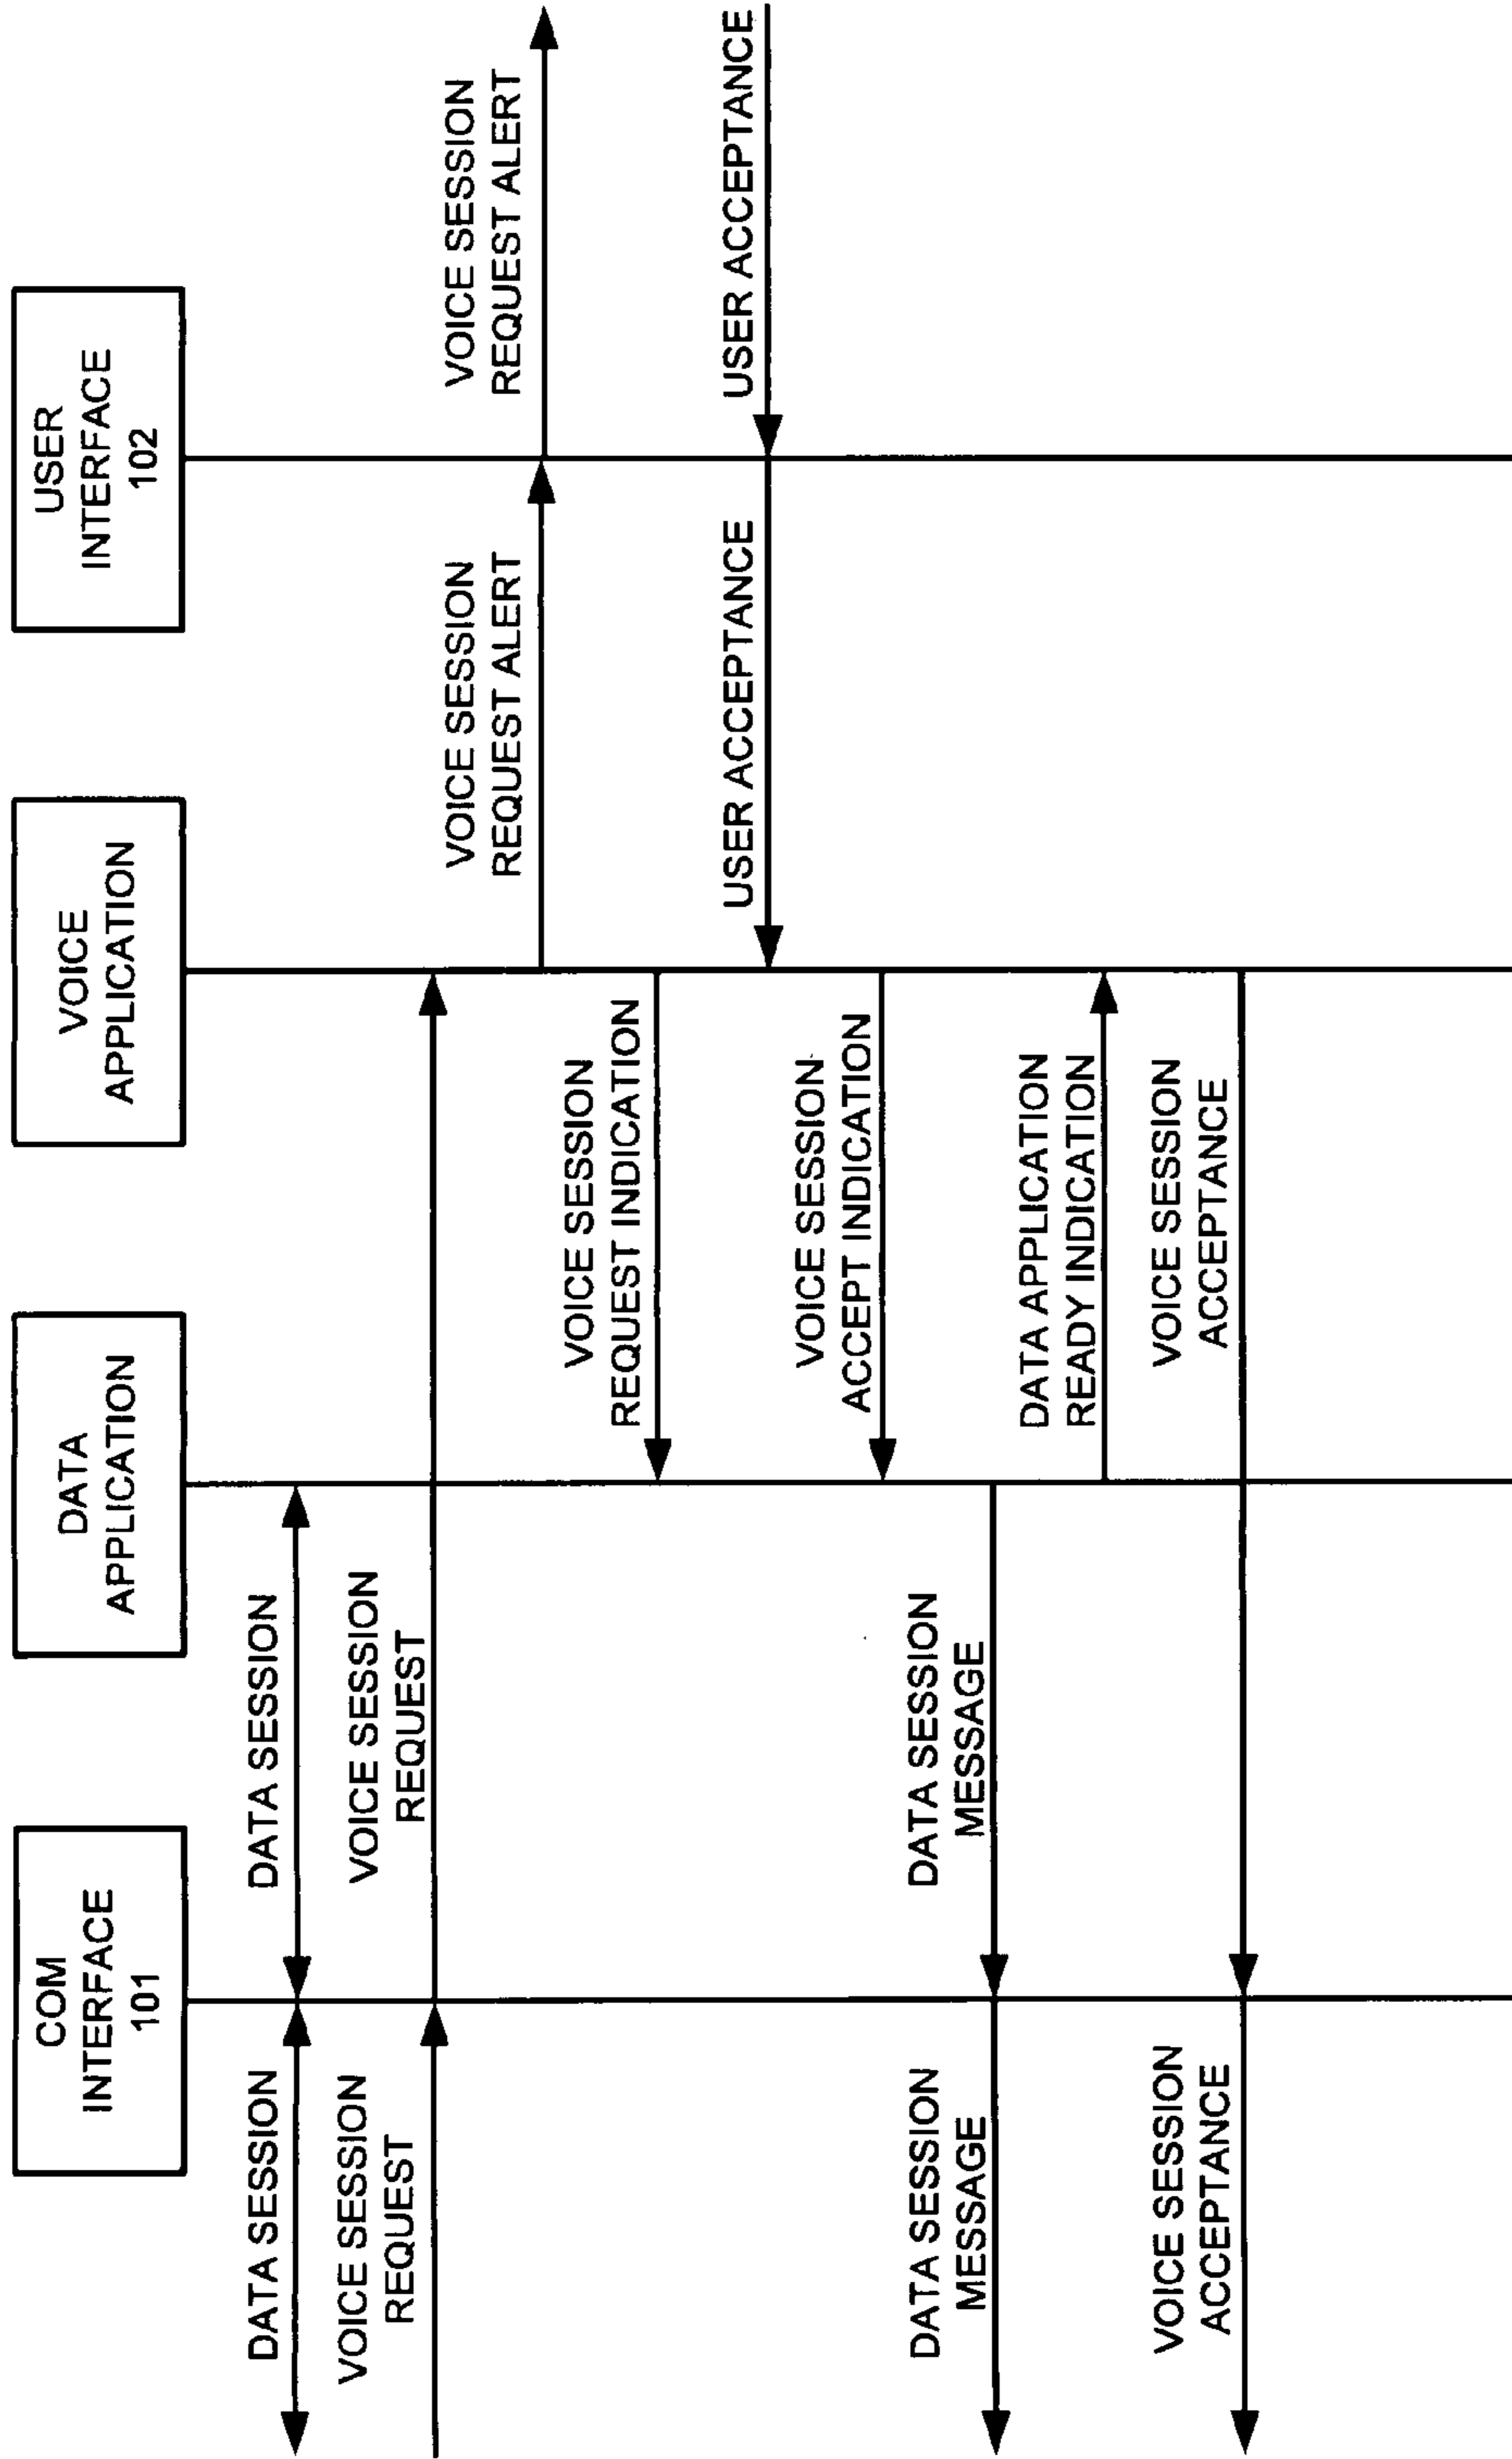 COM
INTERFACE
101
DATA
APPLICATION
VOICE
APPLICATION
USER
INTERFACE
102
DATA SESSION
DATA SESSION
VOICE SESSION
REQUEST
VOICE SESSION
REQUEST
VOICE SESSION
REQUEST ALERT
VOICE SESSION
REQUEST ALERT
VOICE SESSION
REQUEST INDICATION
USER ACCEPTANCE
USER ACCEPTANCE
VOICE SESSION
ACCEPT INDICATION
DATA SESSION
MESSAGE
DATA SESSION
MESSAGE
DATA APPLICATION
READY INDICATION
VOICE SESSION
ACCEPTANCE
VOICE SESSION
ACCEPTANCE